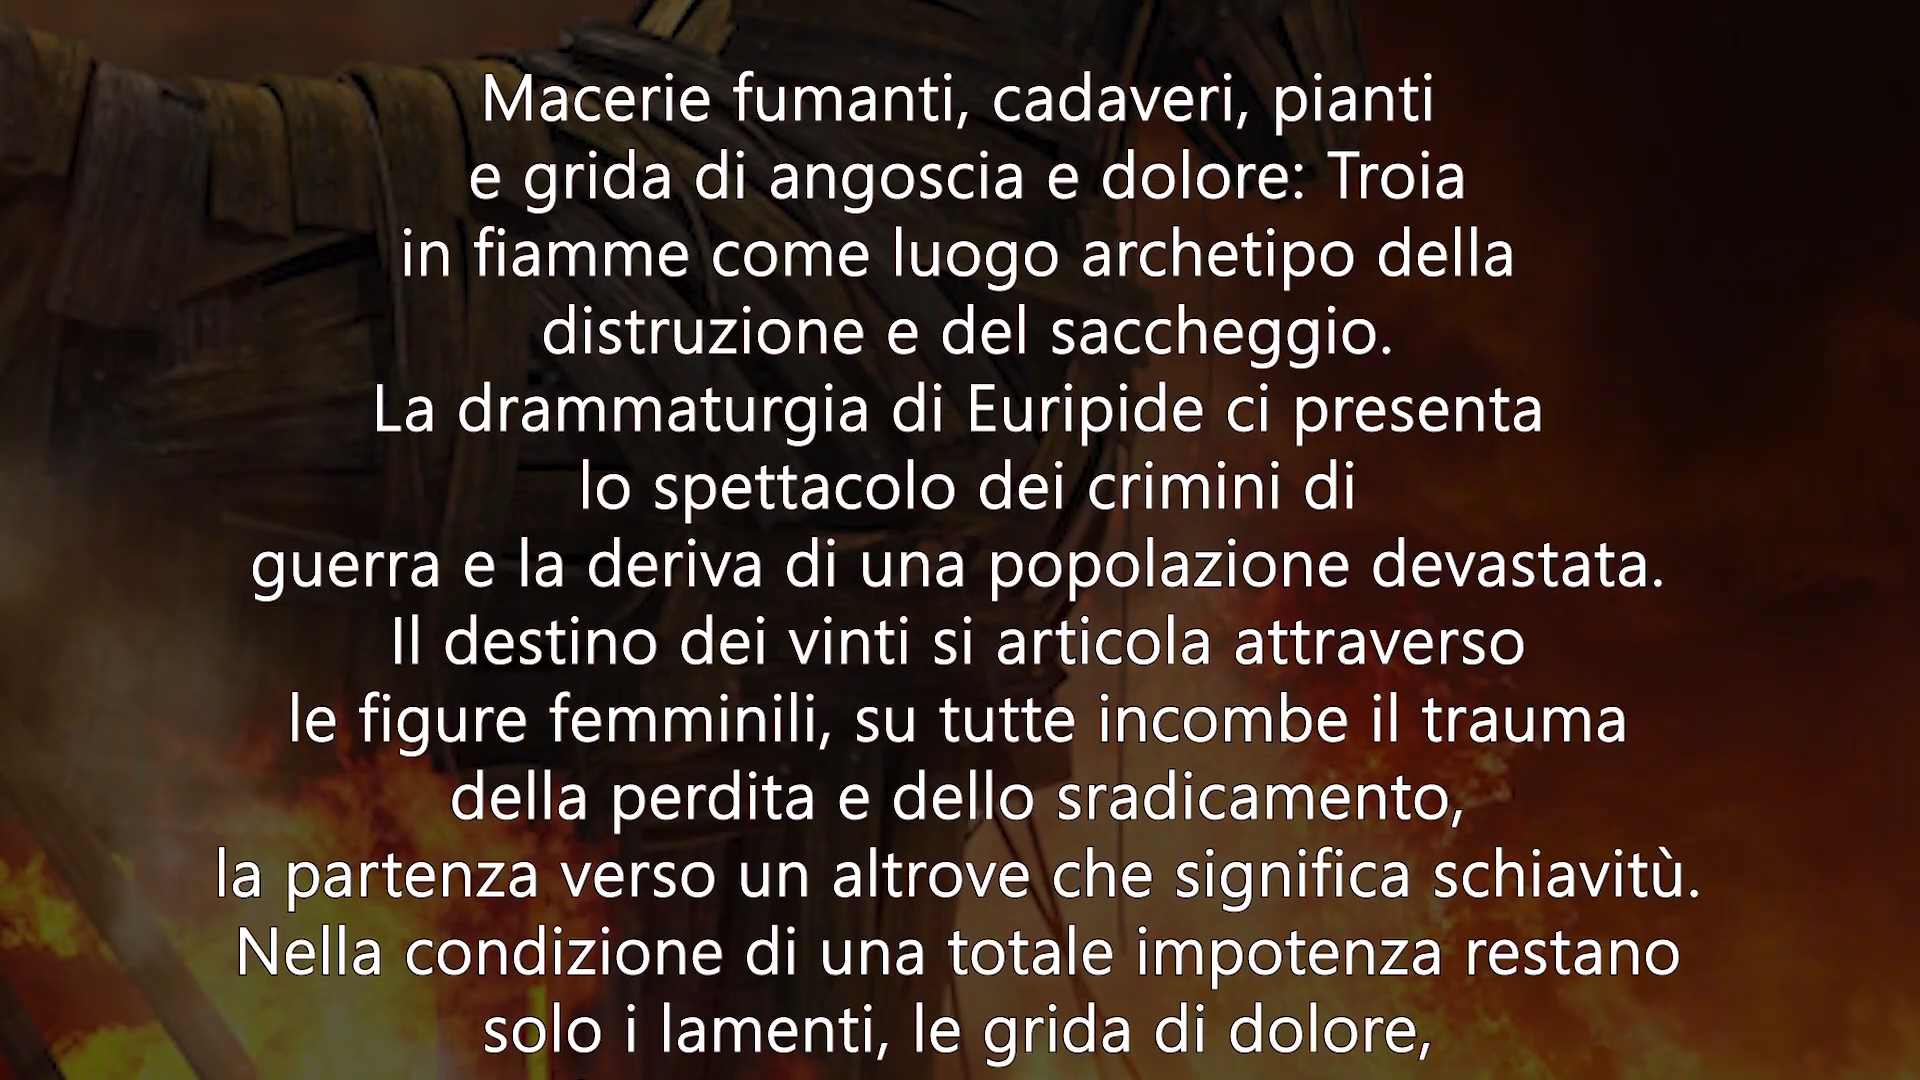 Macerie fumanti, cadaveri, pianti
e grida di angoscia e dolore: Troia
in fiamme come luogo archetipo della
distruzione e del saccheggio.
La drammaturgia di Euripide ci presenta
lo spettacolo dei crimini di
guerra e la deriva di una popolazione devastata.
Il destino dei vinti si articola attraverso
le figure femminili, su tutte incombe il trauma
della perdita e dello sradicamento,
la partenza verso un altrove che significa schiavitù.
Nella condizione di una totale impotenza restano
solo i lamenti, le grida di dolore,